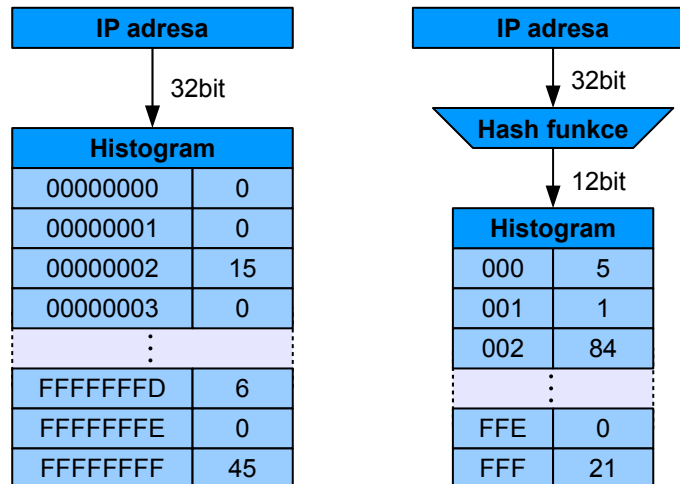 IP adresa
32bit
Histogram
00000000 0
00000001 0
00000002 15
00000003 0
FFFFFFFD 6
FFFFFFFE 0
FFFFFFFF 45
IP adresa
32bit
Hash funkce
12bit
Histogram
000 5
001 1
002 84
FFE 0
FFF 21